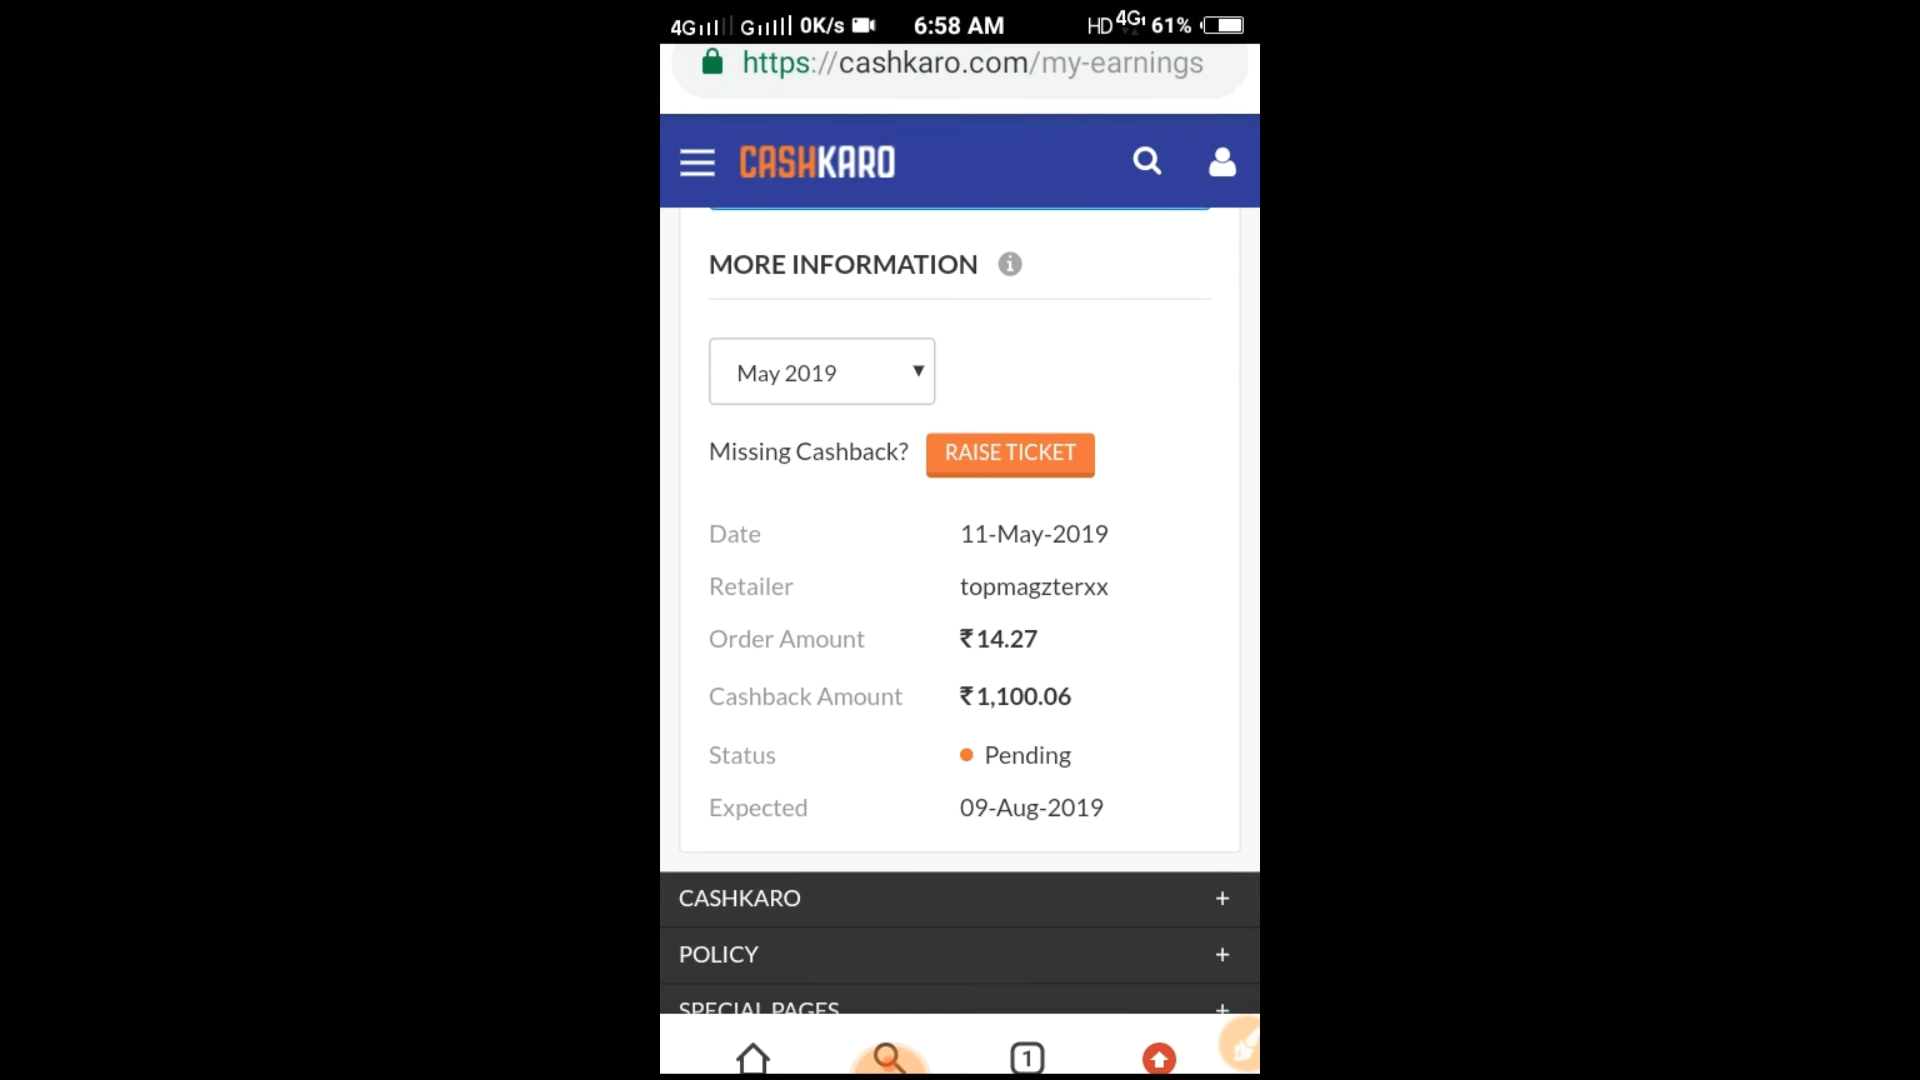 4G G 0K/s 6:58 AM HD 4G 61%
https://cashkaro.com/my-earnings
CASHKARO
MORE INFORMATION
May 2019
Missing Cashback? RAISE TICKET
Date 11-May-2019
Retailer topmagzterxx
Order Amount ₹14.27
Cashback Amount ₹1,100.06
Status Pending
Expected 09-Aug-2019
CASHKARO +
POLICY +
SPECIAL PAGES +
1